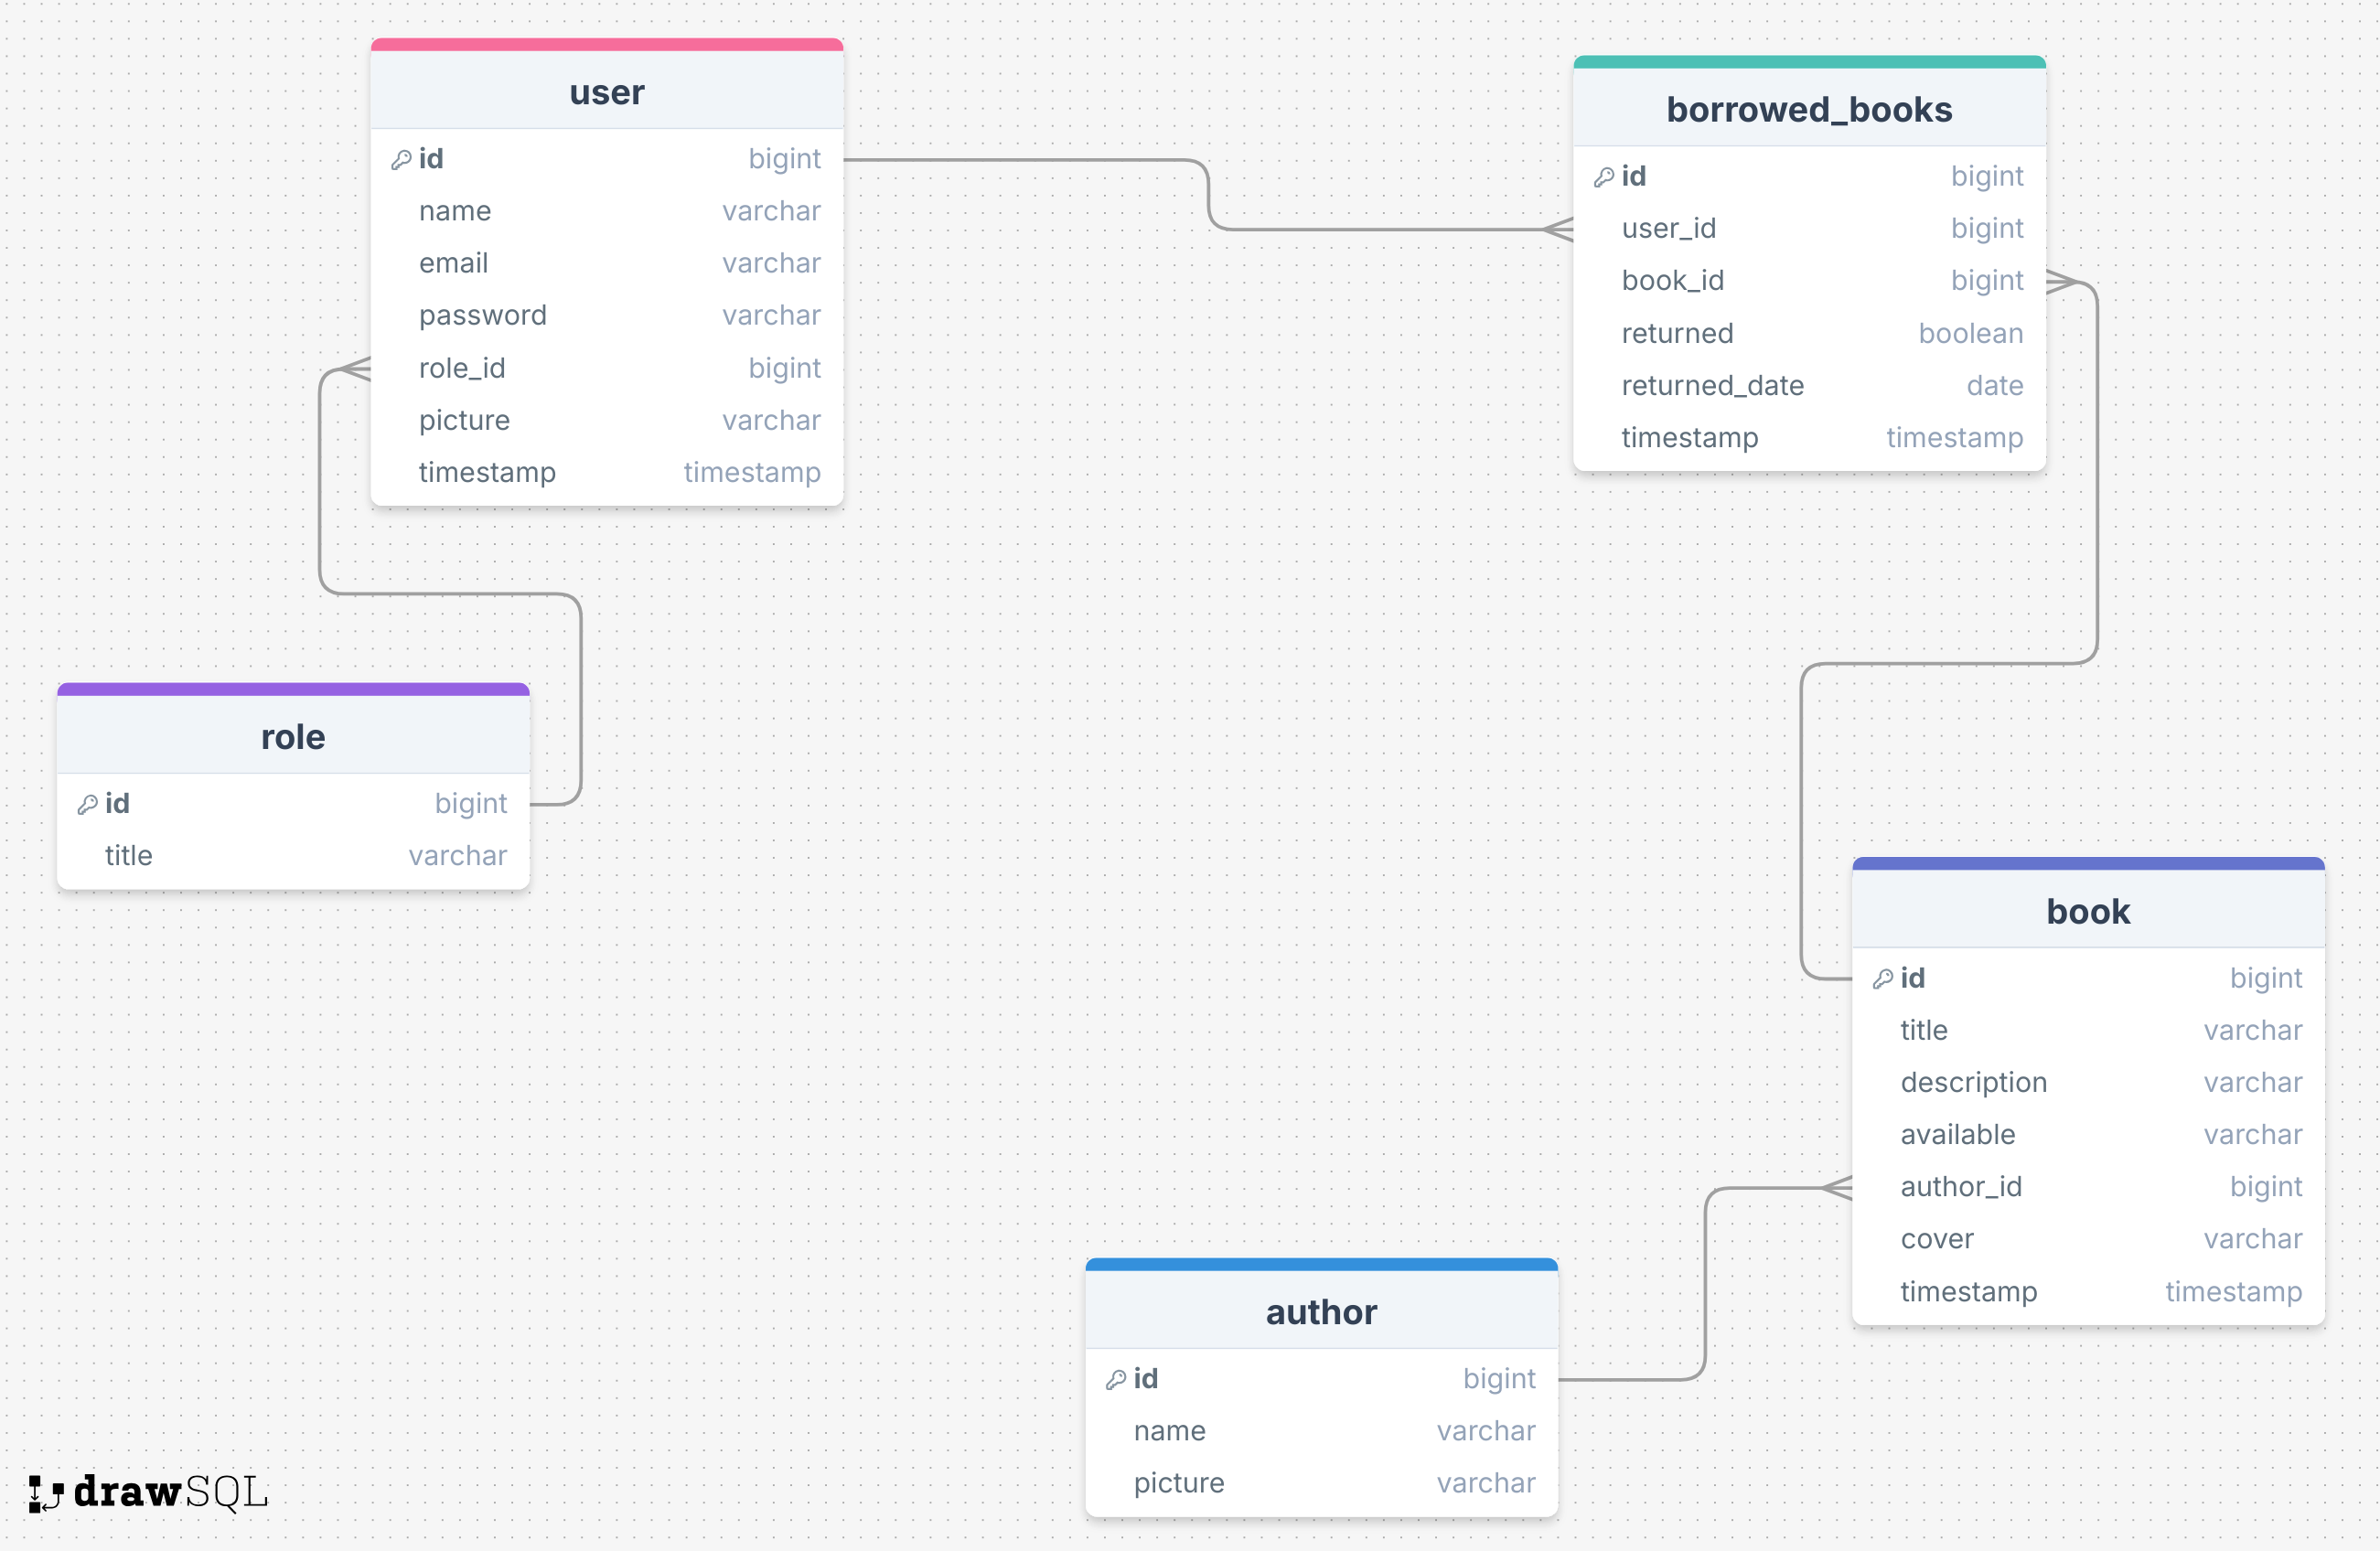 user
id bigint
name varchar
email varchar
password varchar
role_id bigint
picture varchar
timestamp timestamp
borrowed_books
id bigint
user_id bigint
book_id bigint
returned boolean
returned_date date
timestamp timestamp
role
id bigint
title varchar
book
id bigint
title varchar
description varchar
available varchar
author_id bigint
cover varchar
timestamp timestamp
author
id bigint
name varchar
picture varchar
drawSQL